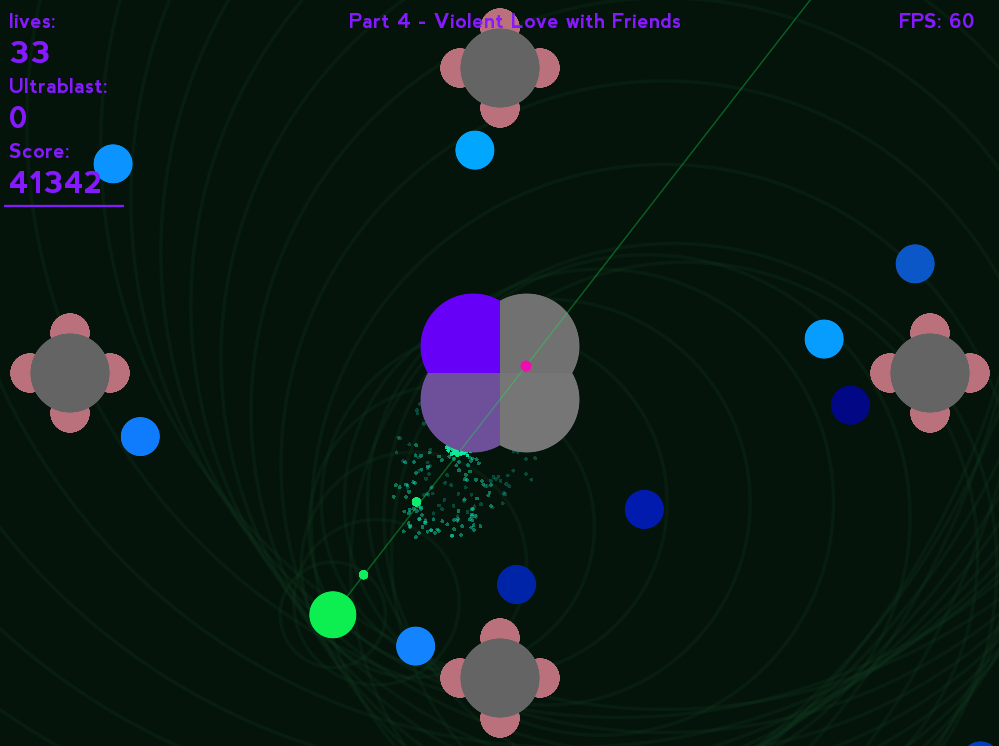 lives:
Part 4 - Violent Love with Friends
FPS: 60
33
Ultrablast:
0
Score:
41342